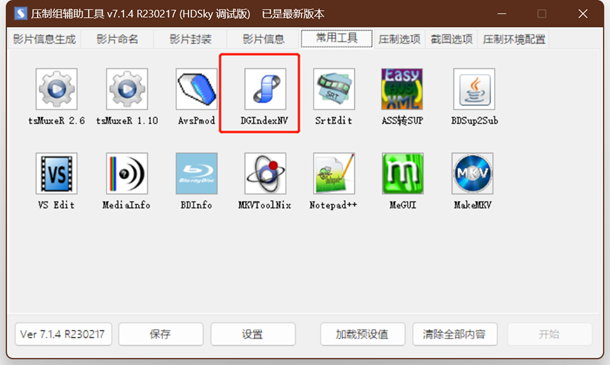 压制组辅助工具 v7.1.4 R230217 (HDSky 调试版) 已是最新版本
影片信息生成 影片命名 影片封装 影片信息 常用工具 压制选项 截图选项 压制环境配置
tsMuxeR 2.6 tsMuxeR 1.10 AvsPmod DGIndexNV SrtEdit ASS转SUP BDSup2Sub
VS Edit MediaInfo BDInfo MKVToolNix Notepad++ MeGUI MakeMKV
Ver 7.1.4 R230217 保存 设置 加载预设值 清除全部内容 开始